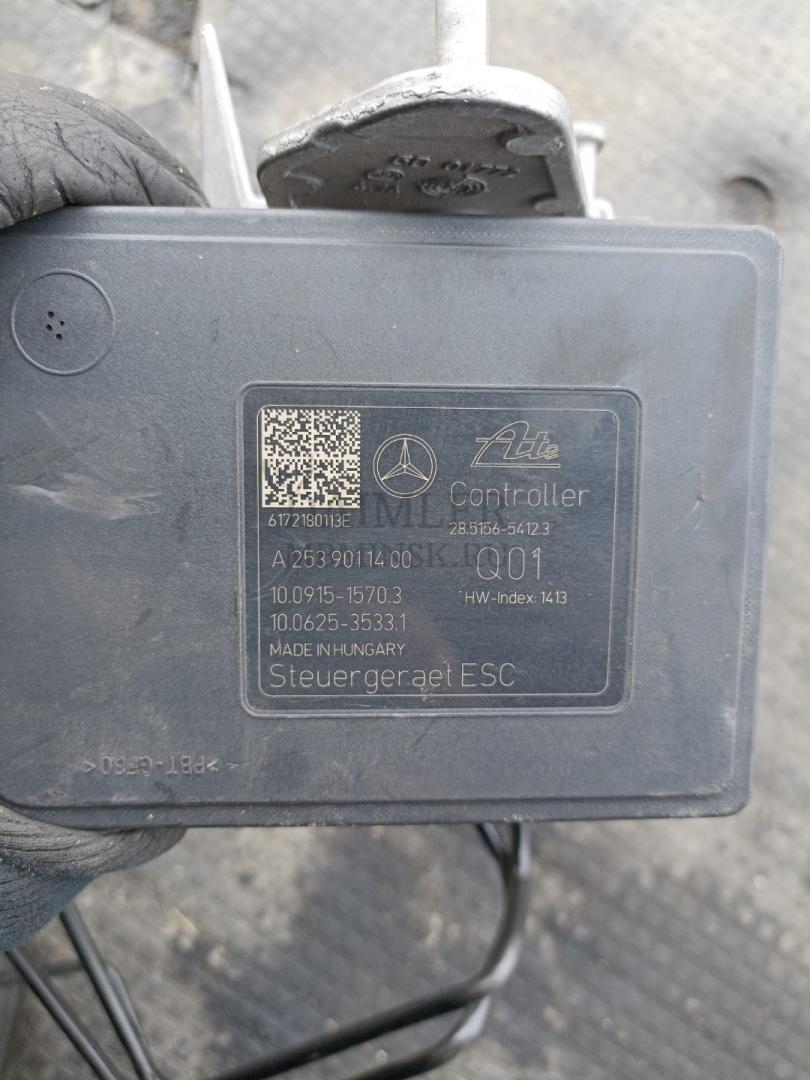 Ate
Controller
6172180113E
28.5156-5412.3
A 253 901 14 00
Q01
10.0915-1570.3
HW-Index: 1413
10.0625-3533.1
MADE IN HUNGARY
Steuergeraet ESC
>PBT-GF60<